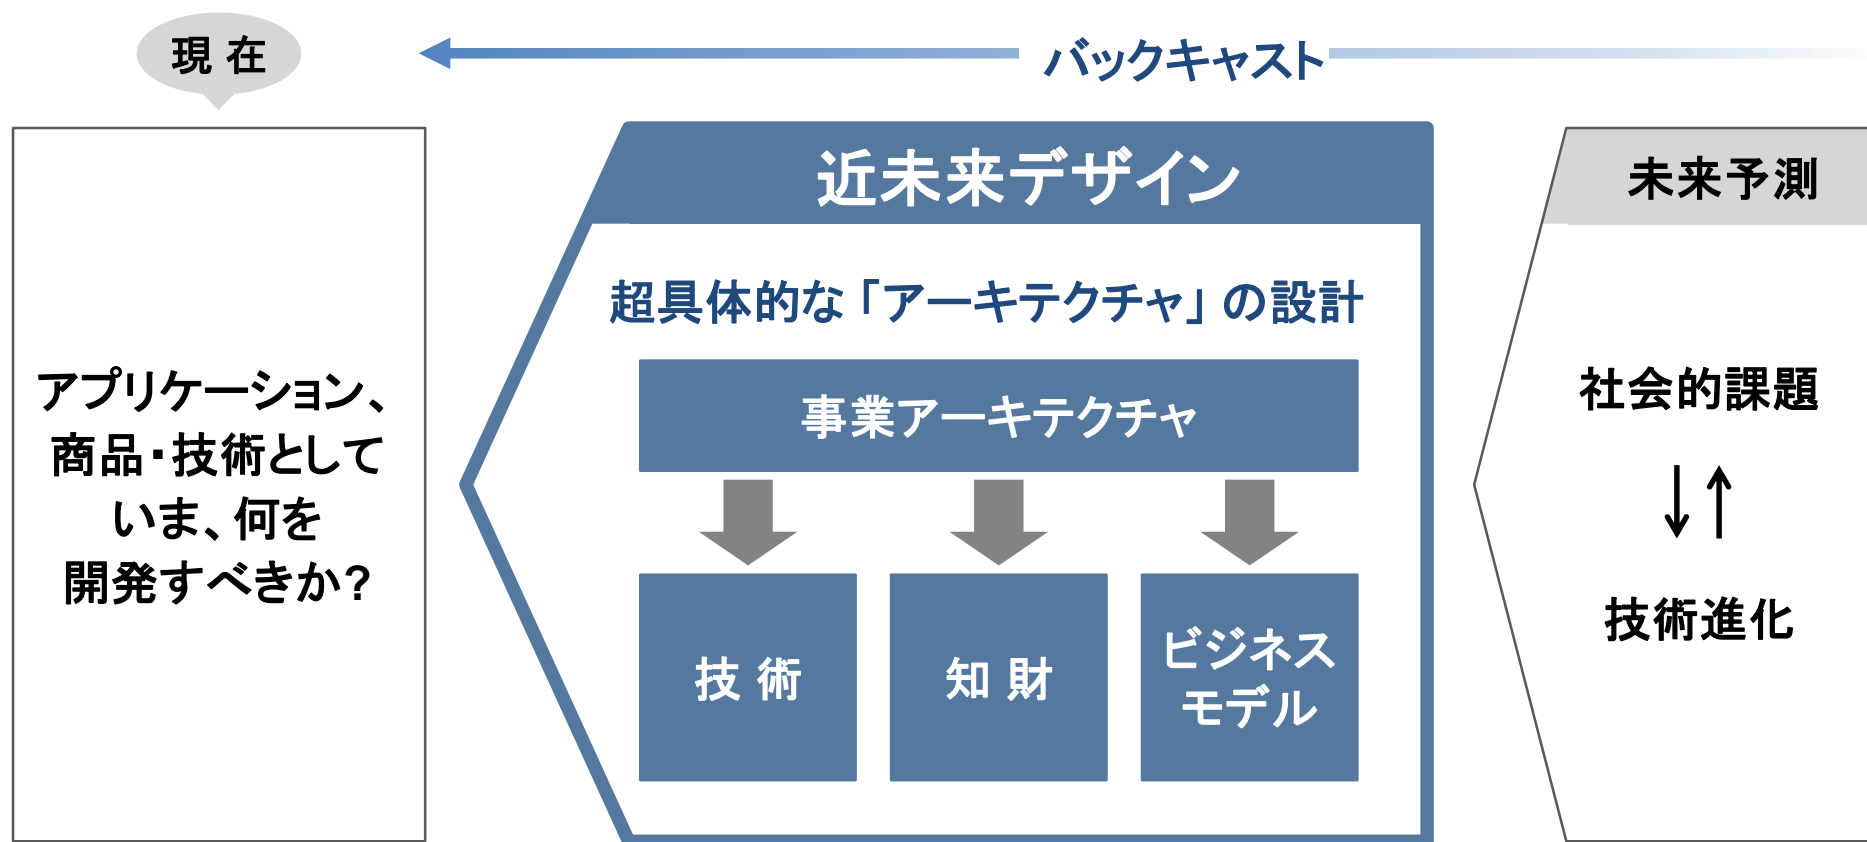 現 在
バックキャスト
アプリケーション、
商品・技術として
いま、何を
開発すべきか?
近未来デザイン
超具体的な「アーキテクチャ」の設計
事業アーキテクチャ
技 術
知 財
ビジネス
モデル
未来予測
社会的課題
技術進化